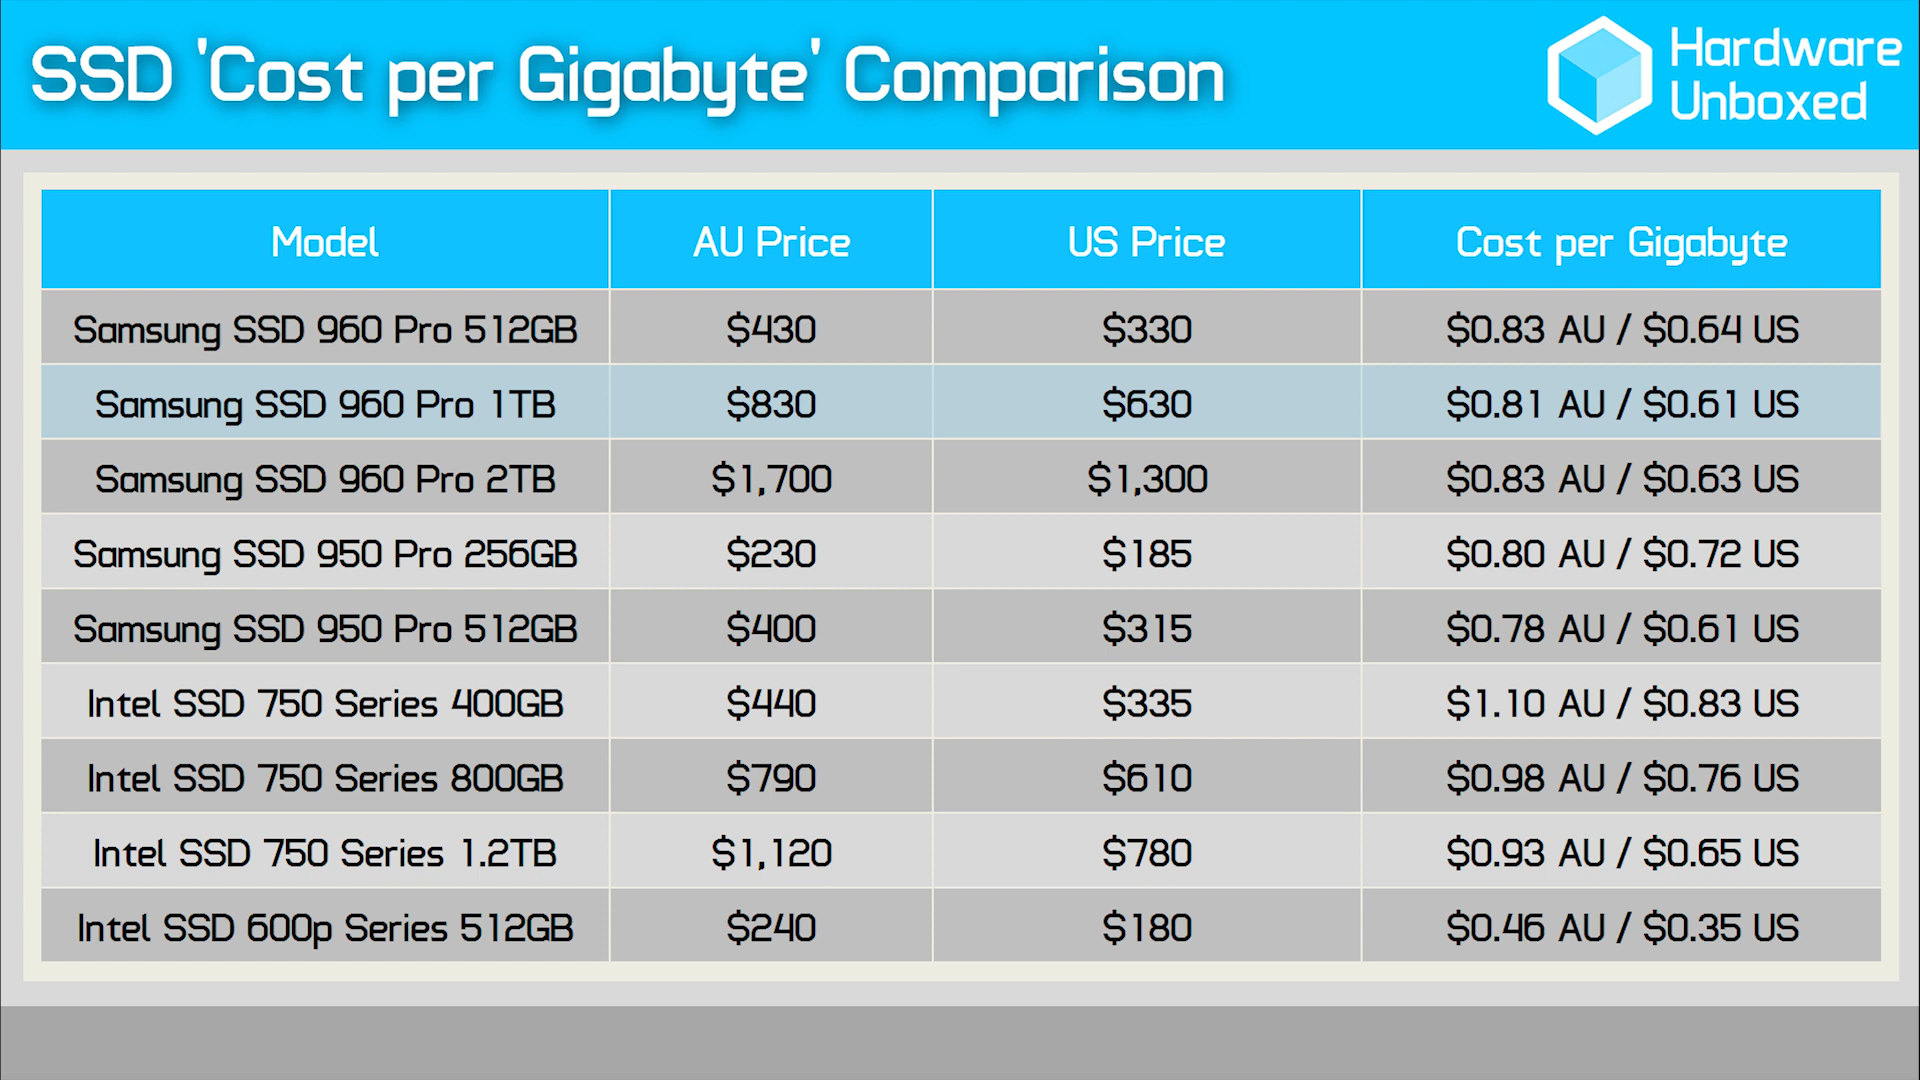 SSD 'Cost per Gigabyte' Comparison
Hardware
Unboxed
Model AU Price US Price Cost per Gigabyte
Samsung SSD 960 Pro 512GB $430 $330 $0.83 AU / $0.64 US
Samsung SSD 960 Pro 1TB $830 $630 $0.81 AU / $0.61 US
Samsung SSD 960 Pro 2TB $1,700 $1,300 $0.83 AU / $0.63 US
Samsung SSD 950 Pro 256GB $230 $185 $0.80 AU / $0.72 US
Samsung SSD 950 Pro 512GB $400 $315 $0.78 AU / $0.61 US
Intel SSD 750 Series 400GB $440 $335 $1.10 AU / $0.83 US
Intel SSD 750 Series 800GB $790 $610 $0.98 AU / $0.76 US
Intel SSD 750 Series 1.2TB $1,120 $780 $0.93 AU / $0.65 US
Intel SSD 600p Series 512GB $240 $180 $0.46 AU / $0.35 US